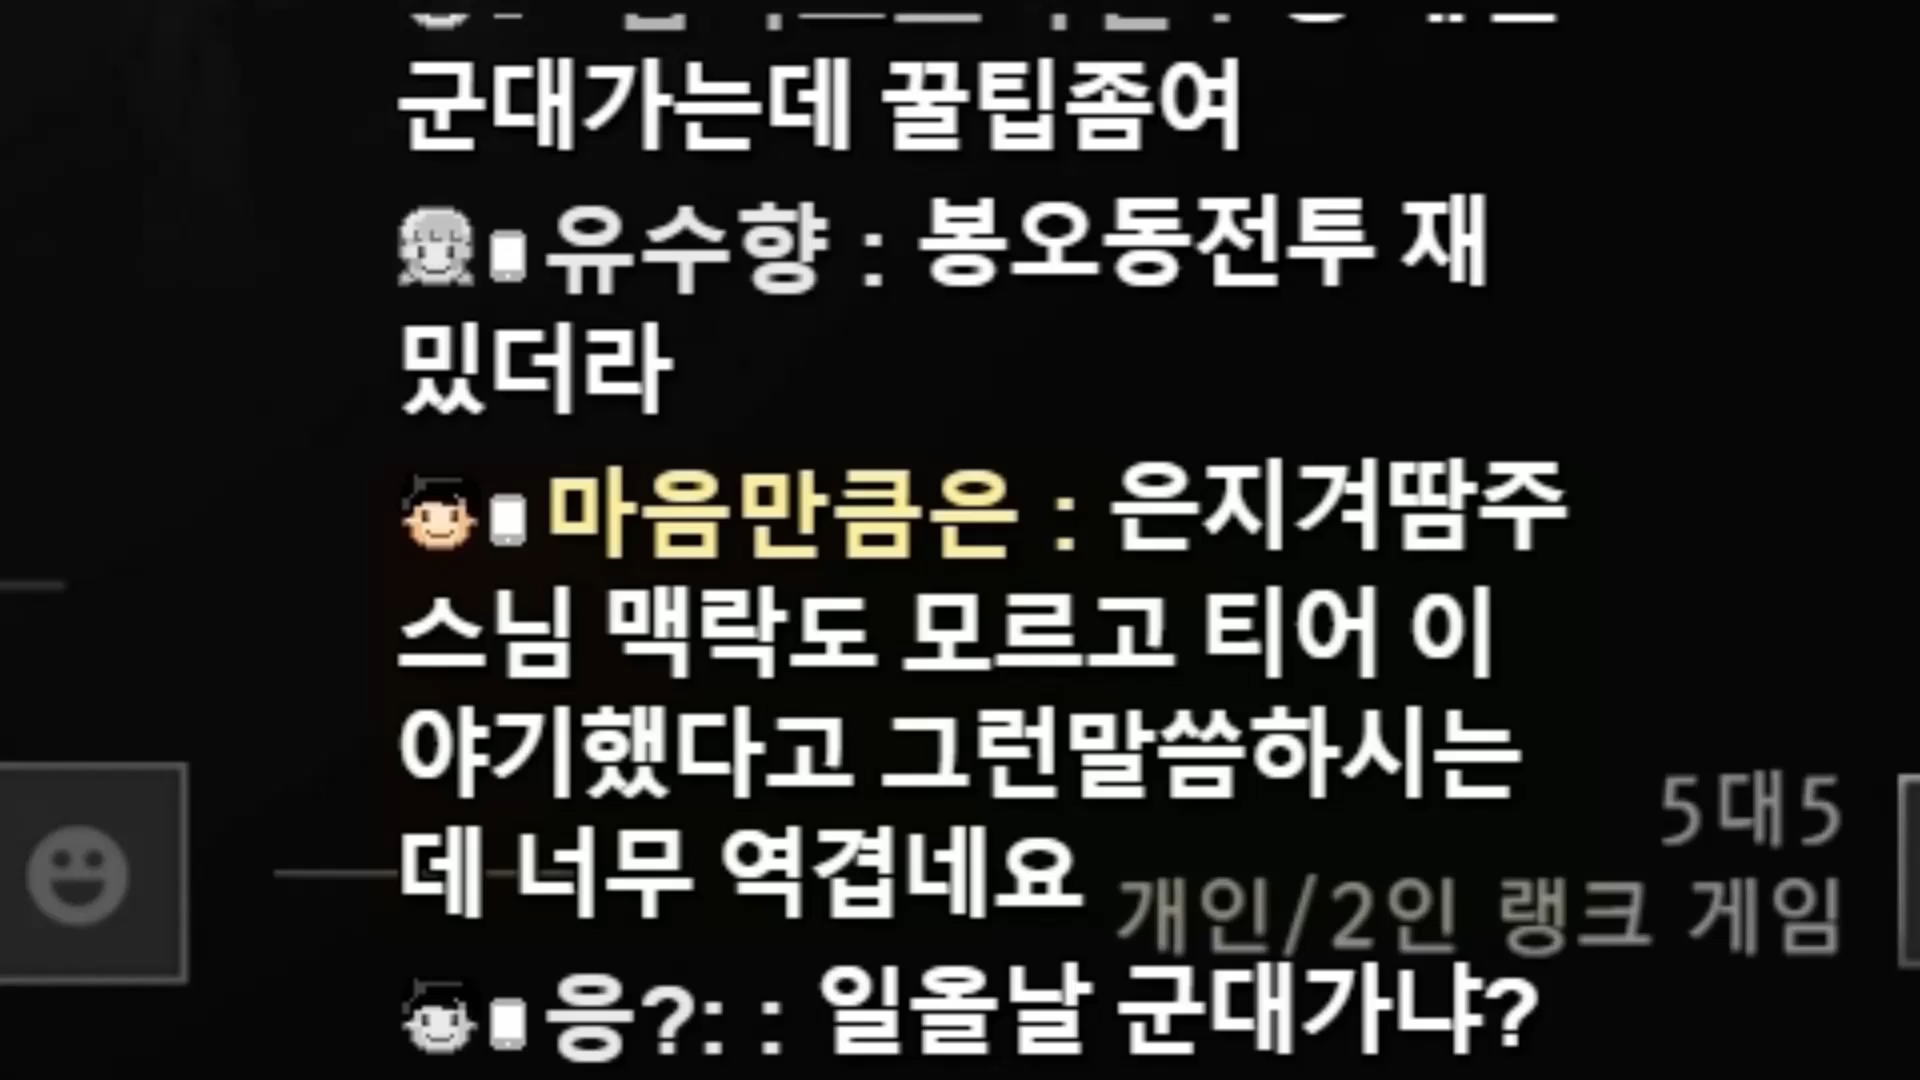 군대가는데 꿀팁좀여
유수향 : 봉오동전투 재
밌더라
마음만큼은 : 은지겨땀주
스님 맥락도 모르고 티어 이
야기했다고 그런말씀하시는
데 너무 역겹네요
5대5
개인/2인 랭크 게임
응?: : 일올날 군대가냐?